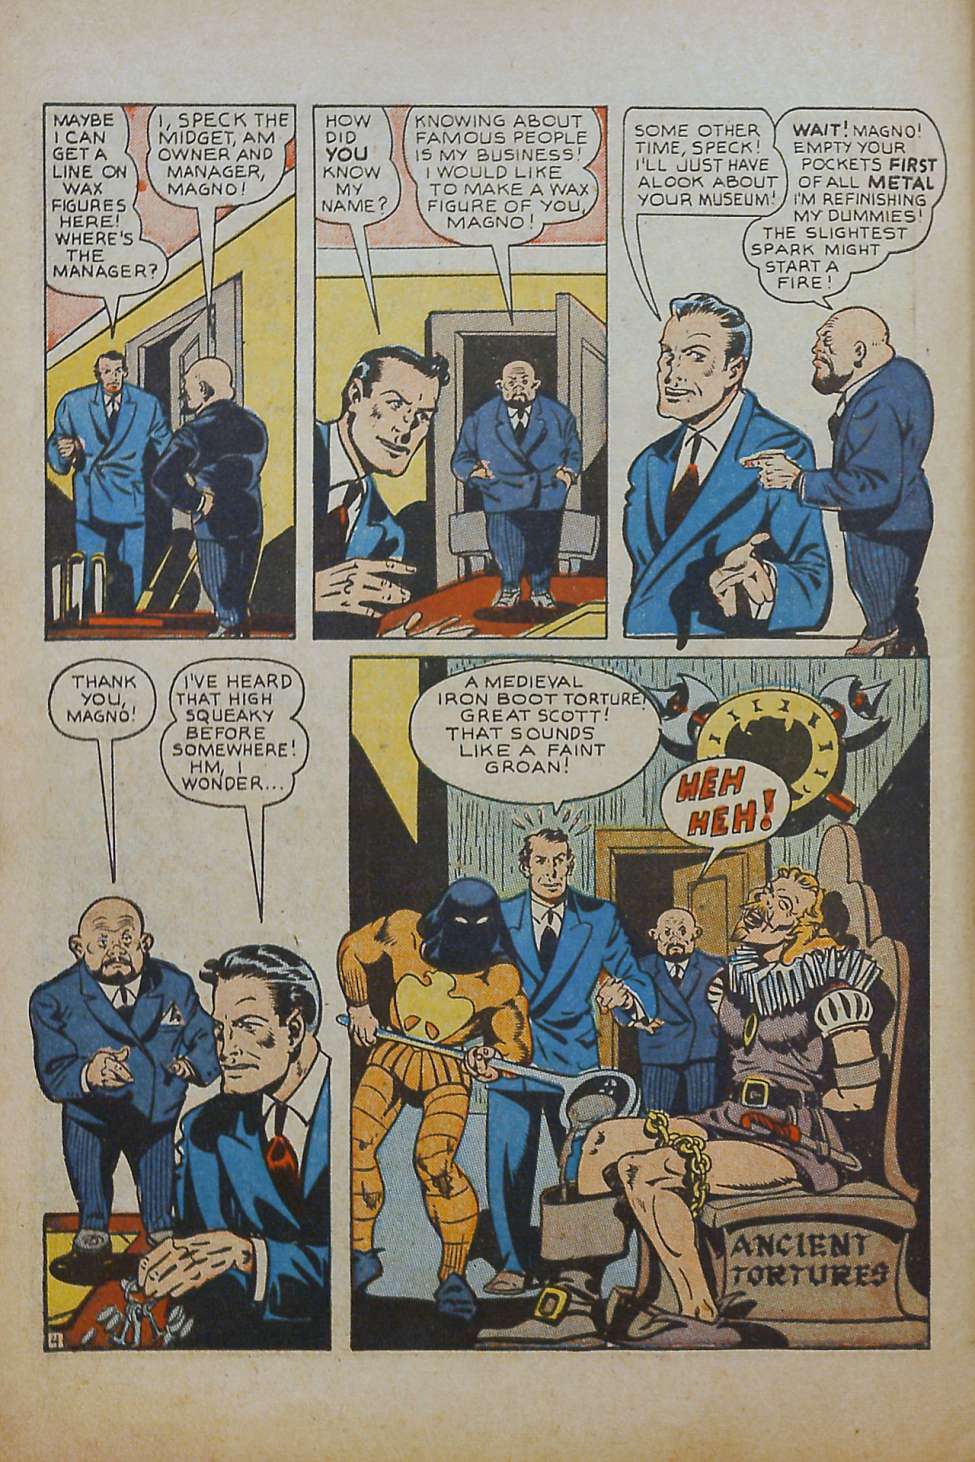 MAYBE
I CAN
GET A
LINE ON
WAX
FIGURES
HERE!
WHERE'S
THE
MANAGER?
I, SPECK THE
MIDGET, AM
OWNER AND
MANAGER,
MAGNO!
HOW
DID
YOU
KNOW
MY
NAME?
KNOWING ABOUT
FAMOUS PEOPLE
IS MY BUSINESS!
I WOULD LIKE
TO MAKE A WAX
FIGURE OF YOU,
MAGNO!
SOME OTHER
TIME, SPECK!
I'LL JUST HAVE
A LOOK ABOUT
YOUR MUSEUM!
WAIT! MAGNO!
EMPTY YOUR
POCKETS FIRST
OF ALL METAL
I'M REFINISHING
MY DUMMIES!
THE SLIGHTEST
SPARK MIGHT
START A
FIRE!
THANK
YOU,
MAGNO!
I'VE HEARD
THAT HIGH
SQUEAKY
BEFORE
SOMEWHERE!
HM, I
WONDER...
4
A MEDIEVAL
IRON BOOT TORTURE!
GREAT SCOTT!
THAT SOUNDS
LIKE A FAINT
GROAN!
HEH
HEH!
ANCIENT
TORTURES